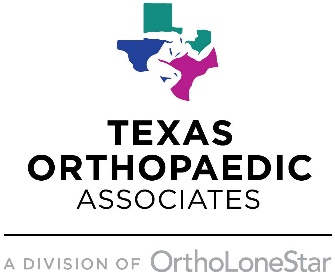 TEXAS
ORTHOPAEDIC
ASSOCIATES
A DIVISION OF OrthoLoneStar